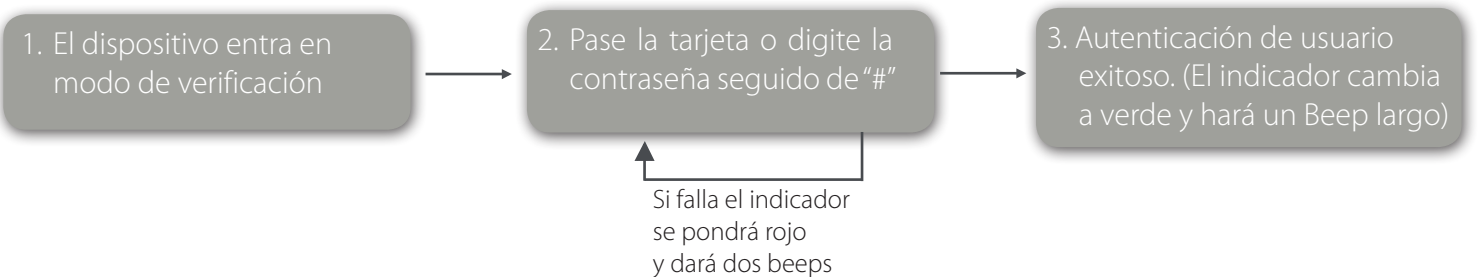 1. El dispositivo entra en
modo de verificación
2. Pase la tarjeta o digite la
contraseña seguido de “#”
3. Autenticación de usuario
exitoso. (El indicador cambia
a verde y hará un Beep largo)
Si falla el indicador
se pondrá rojo
y dará dos beeps